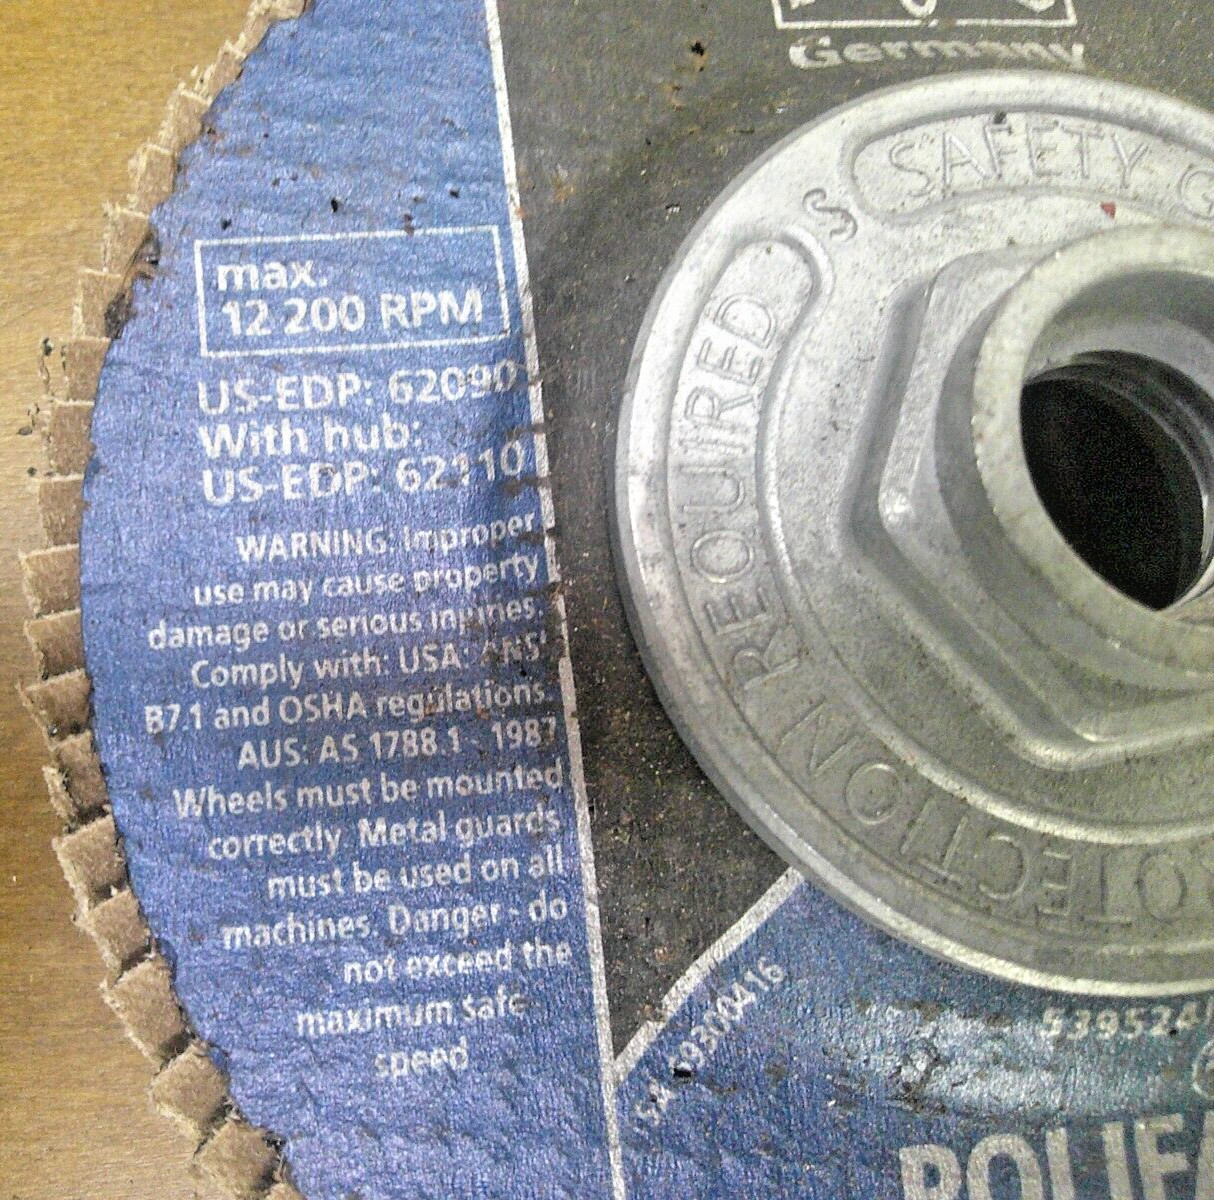 Germany
SAFETY G
S
REQUIRED
OTECTION
max.
12 200 RPM
US-EDP: 62090
With hub:
US-EDP: 62110
WARNING: Improper
use may cause property
damage or serious injuries.
Comply with: USA: ANSI
B7.1 and OSHA regulations.
AUS: AS 1788.1 - 1987
Wheels must be mounted
correctly. Metal guards
must be used on all
machines. Danger - do
not exceed the
maximum safe
speed
539524
POLIFA